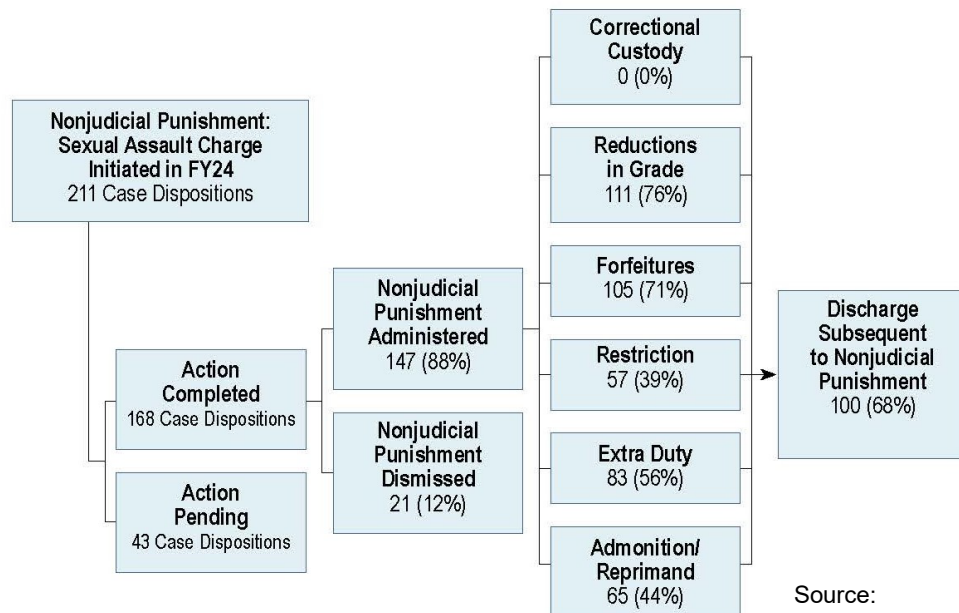 Nonjudicial Punishment:
Sexual Assault Charge
Initiated in FY24
211 Case Dispositions
Action
Completed
168 Case Dispositions
Action
Pending
43 Case Dispositions
Nonjudicial
Punishment
Administered
147 (88%)
Nonjudicial
Punishment
Dismissed
21 (12%)
Correctional
Custody
0 (0%)
Reductions
in Grade
111 (76%)
Forfeitures
105 (71%)
Restriction
57 (39%)
Extra Duty
83 (56%)
Admonition/
Reprimand
65 (44%)
Discharge
Subsequent
to Nonjudicial
Punishment
100 (68%)
Source: